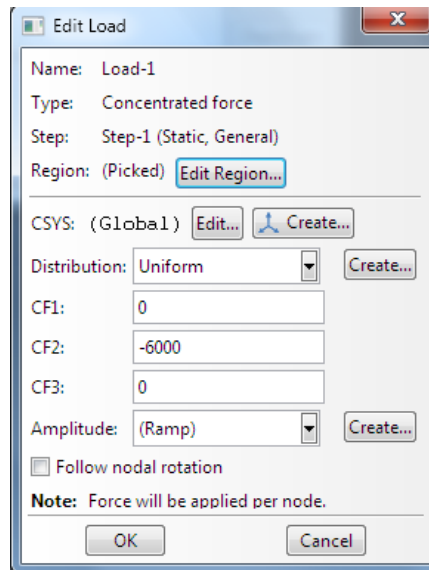 Edit Load
Name: Load-1
Type: Concentrated force
Step: Step-1 (Static, General)
Region: (Picked) Edit Region...
CSYS: (Global) Edit... Create...
Distribution: Uniform Create...
CF1: 0
CF2: -6000
CF3: 0
Amplitude: (Ramp) Create...
Follow nodal rotation
Note: Force will be applied per node.
OK Cancel